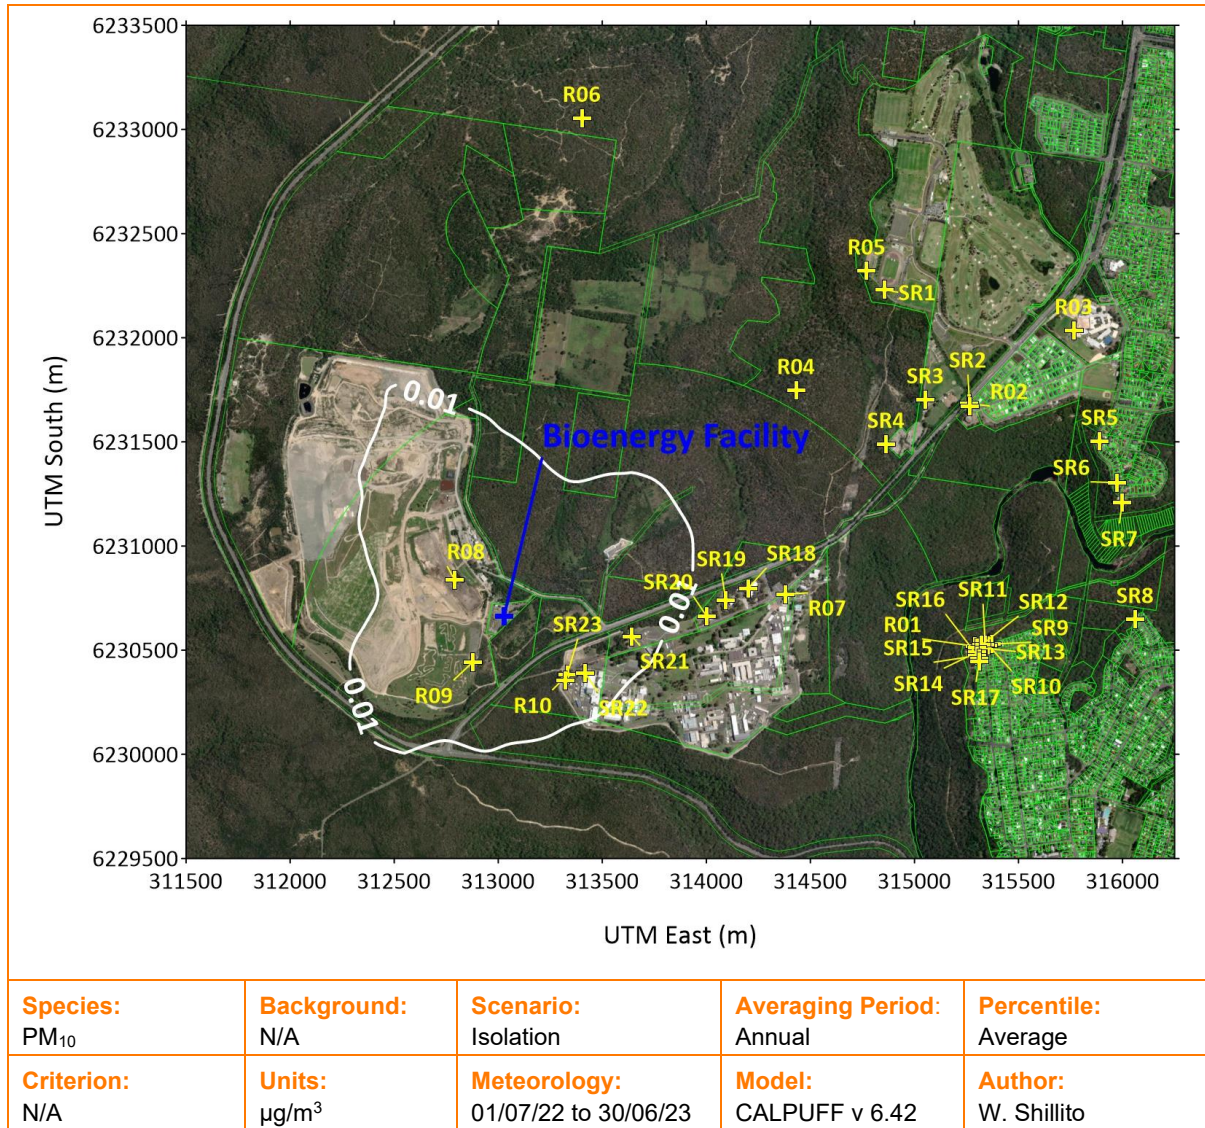 6233500
6233000
6232500
6232000
6231500
6231000
6230500
6230000
6229500
UTM South (m)
R06
R05
SR1
R03
R04
SR2
SR3
R02
0.01
SR4
SR5
Bioenergy Facility
SR6
SR7
R08
SR19
SR18
SR20
0.01
R07
SR11
SR16
SR12
SR8
R01
SR9
SR23
SR15
SR13
SR21
SR14
SR10
R09
SR17
0.01
R10
SR22
311500 312000 312500 313000 313500 314000 314500 315000 315500 316000
UTM East (m)
Species: Background: Scenario: Averaging Period: Percentile:
PM₁₀ N/A Isolation Annual Average
Criterion: Units: Meteorology: Model: Author:
N/A µg/m³ 01/07/22 to 30/06/23 CALPUFF v 6.42 W. Shillito